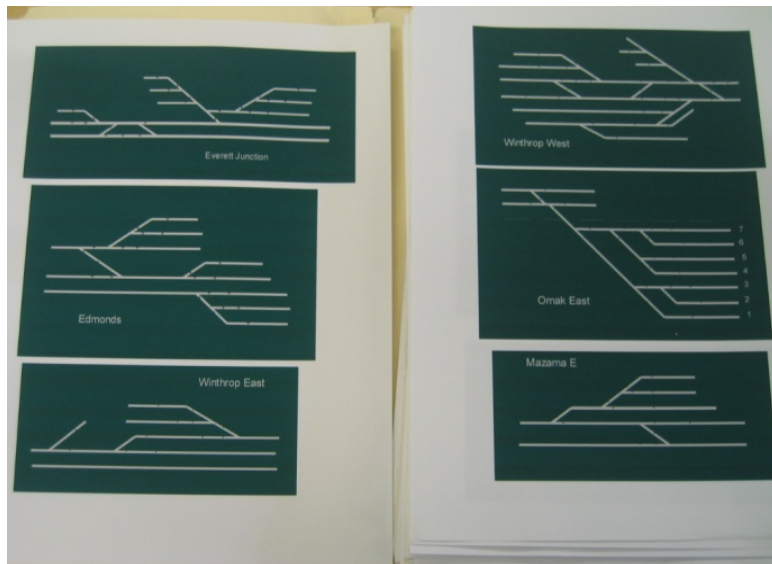 Everett Junction
Edmonds
Winthrop East
Winthrop West
7
6
5
4
3
2
1
Omak East
Mazama E